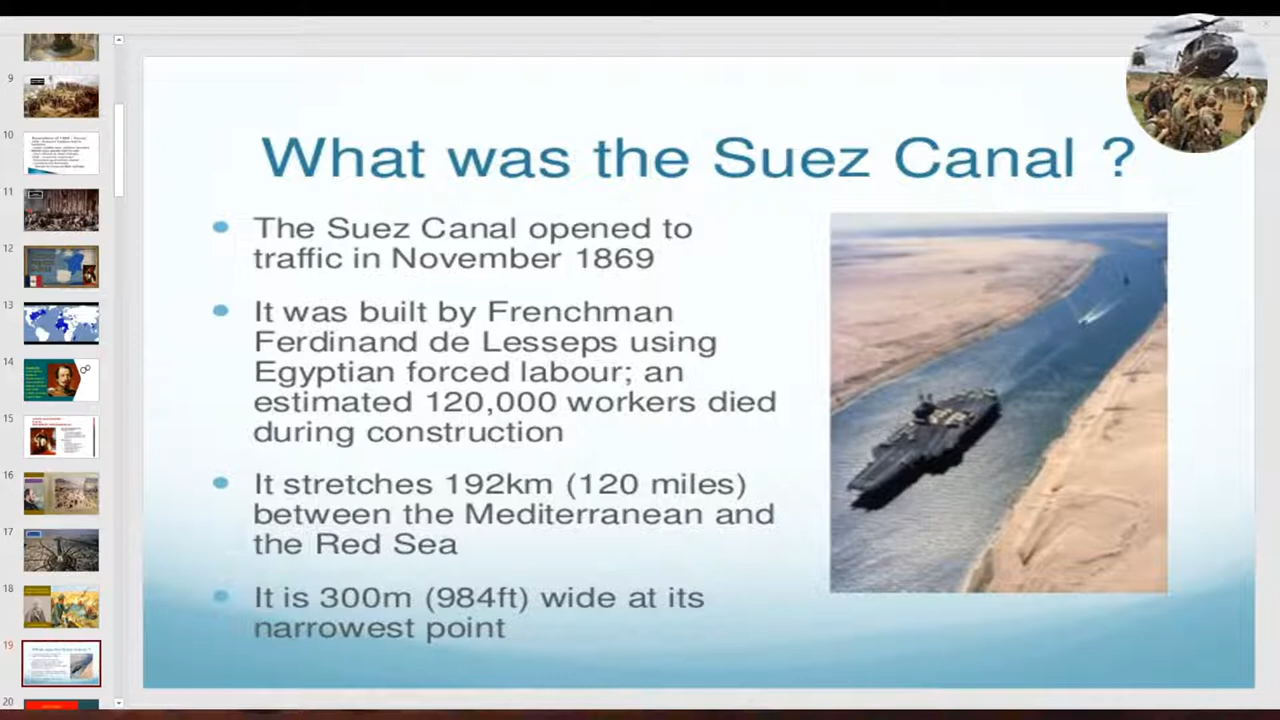 What was the Suez Canal ?
The Suez Canal opened to
traffic in November 1869
It was built by Frenchman
Ferdinand de Lesseps using
Egyptian forced labour; an
estimated 120,000 workers died
during construction
It stretches 192km (120 miles)
between the Mediterranean and
the Red Sea
It is 300m (984ft) wide at its
narrowest point
9
10
11
12
13
14
15
16
17
18
19
20